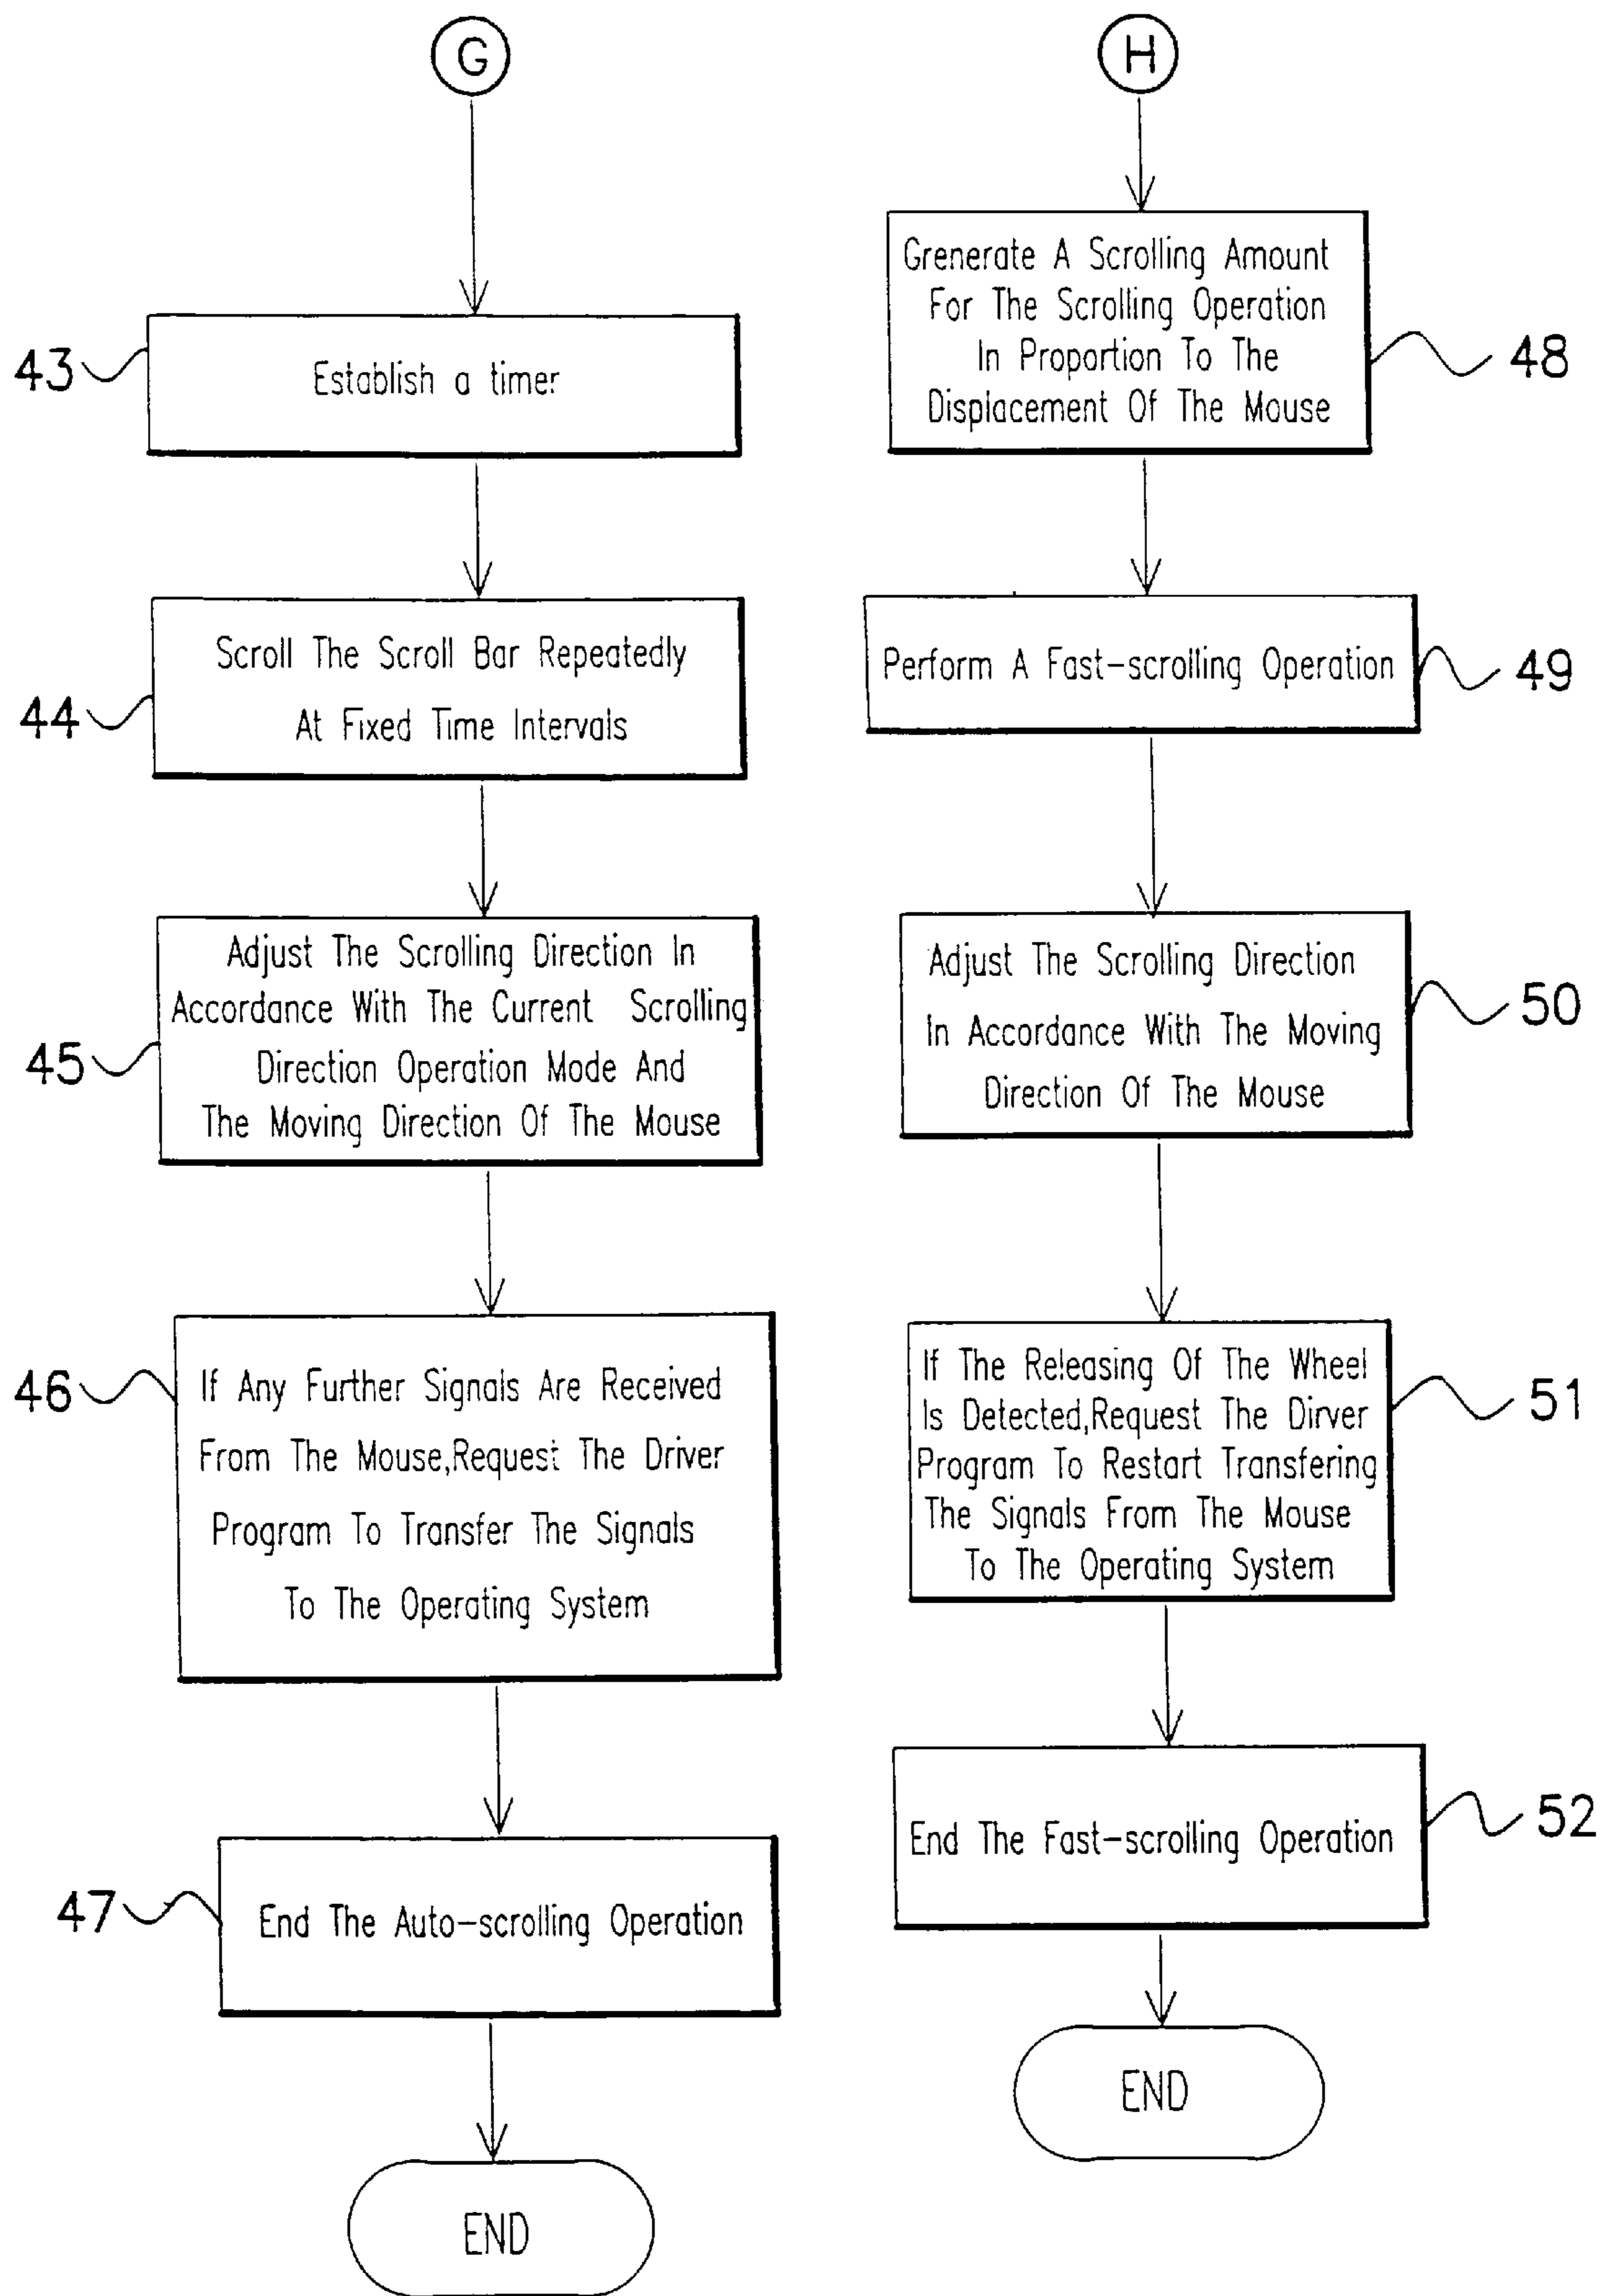 G
43
Establish a timer
44
Scroll The Scroll Bar Repeatedly
At Fixed Time Intervals
45
Adjust The Scrolling Direction In
Accordance With The Current Scrolling
Direction Operation Mode And
The Moving Direction Of The Mouse
46
If Any Further Signals Are Received
From The Mouse,Request The Driver
Program To Transfer The Signals
To The Operating System
47
End The Auto-scrolling Operation
END
H
Grenerate A Scrolling Amount
For The Scrolling Operation
In Proportion To The
Displacement Of The Mouse
48
Perform A Fast-scrolling Operation
49
Adjust The Scrolling Direction
In Accordance With The Moving
Direction Of The Mouse
50
If The Releasing Of The Wheel
Is Detected,Request The Dirver
Program To Restart Transfering
The Signals From The Mouse
To The Operating System
51
End The Fast-scrolling Operation
52
END